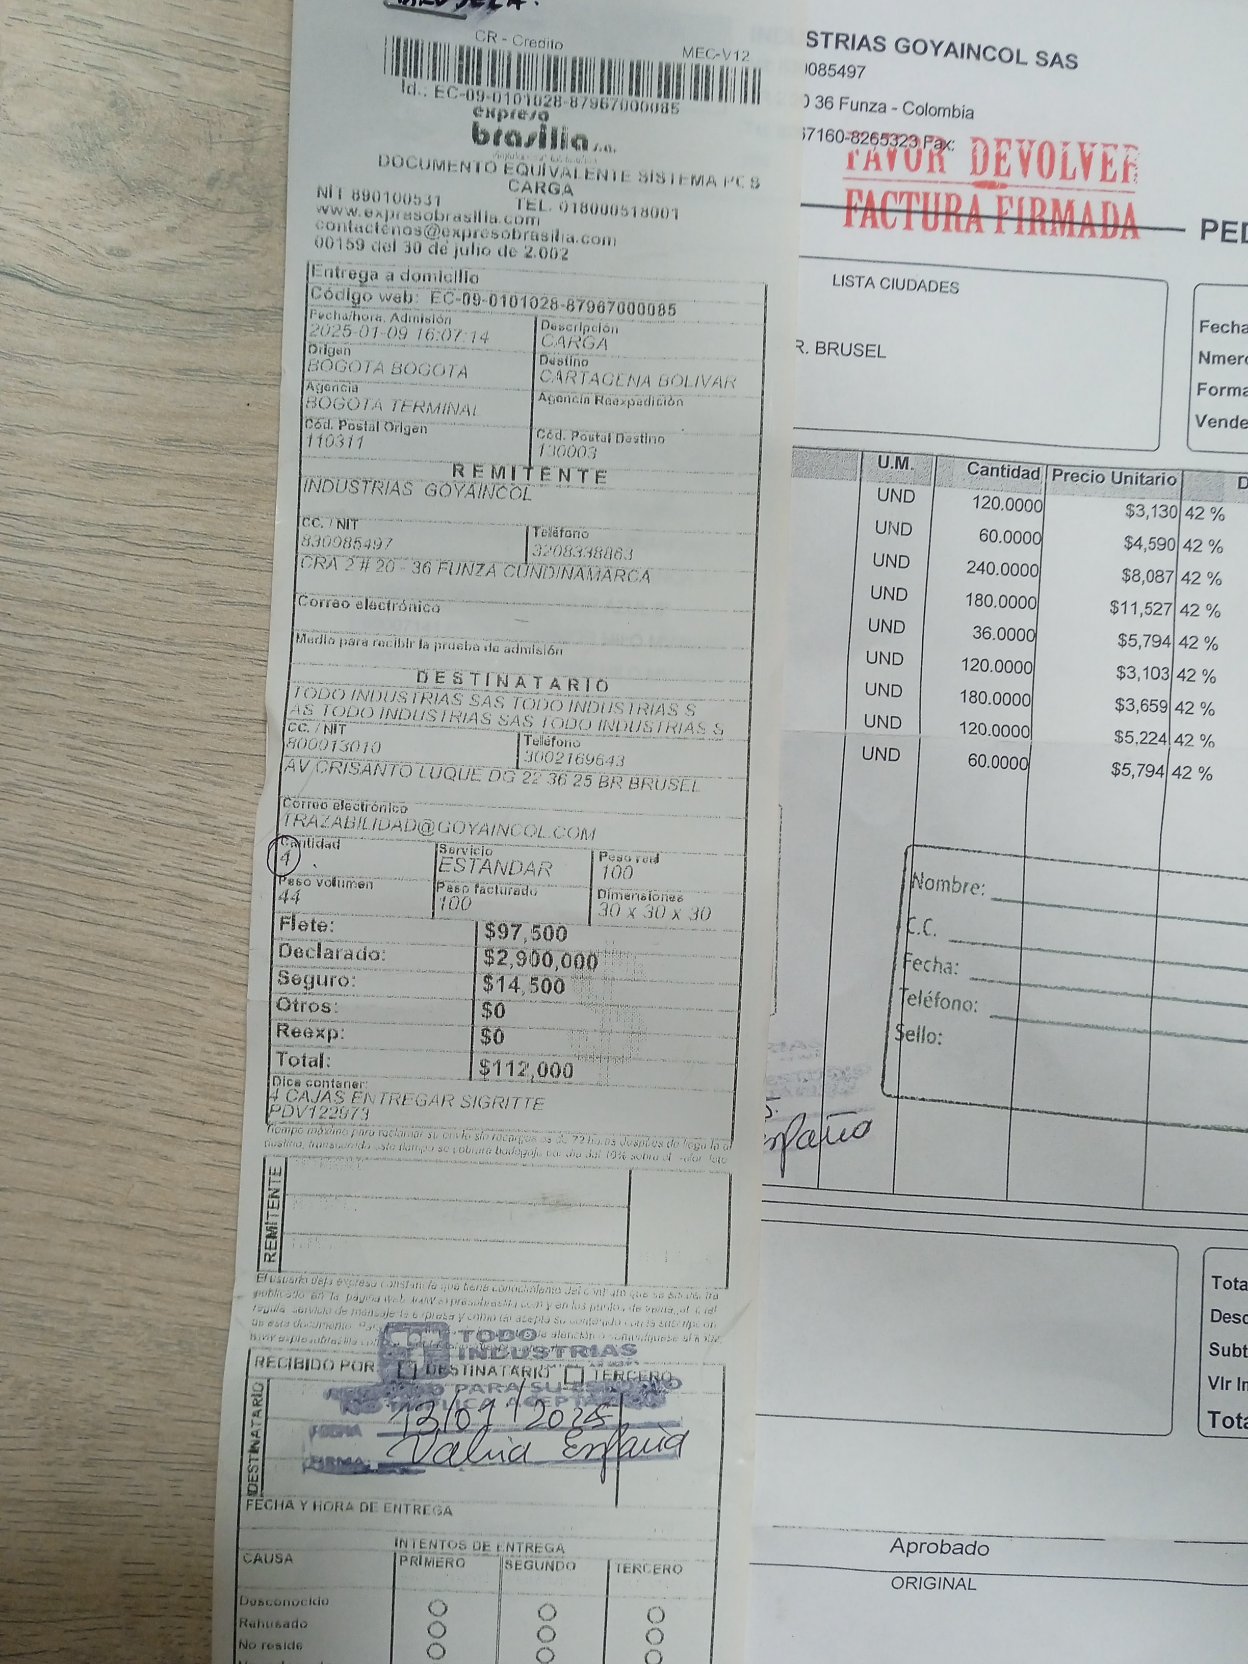 CR - Credito
MEC-V12
Id.: EC-09-0101028-87967000085
expreso
brasilia s.a.
DOCUMENTO EQUIVALENTE SISTEMA POS
CARGA
NIT 890100531 TEL. 018000518001
www.expresobrasilia.com
contactenos@expresobrasilia.com
00159 del 30 de julio de 2.002
Entrega a domicilio
Código web: EC-09-0101028-87967000085
Fecha/hora. Admisión
2025-01-09 16:07:14
Descripción
CARGA
Origen
BOGOTA BOGOTA
Destino
CARTAGENA BOLIVAR
Agencia
BOGOTA TERMINAL
Agencia Reexpedición
Cód. Postal Origen
110311
Cód. Postal Destino
130003
REMITENTE
INDUSTRIAS GOYAINCOL
CC. / NIT
830985497
Teléfono
3208338863
CRA 2 # 20 - 36 FUNZA CUNDINAMARCA
Correo electrónico
Medio para recibir la prueba de admisión
DESTINATARIO
TODO INDUSTRIAS SAS TODO INDUSTRIAS S
AS TODO INDUSTRIAS SAS TODO INDUSTRIAS S
CC. / NIT
800013010
Teléfono
3002169643
AV CRISANTO LUQUE DG 22 36 25 BR BRUSEL
Correo electrónico
TRAZABILIDAD@GOYAINCOL.COM
Cantidad
4
Servicio
ESTANDAR
Peso real
100
Peso volumen
44
Peso facturado
100
Dimensiones
30 x 30 x 30
Flete: $97,500
Declarado: $2,900,000
Seguro: $14,500
Otros: $0
Reexp: $0
Total: $112,000
Dice contener:
4 CAJAS ENTREGAR SIGRITTE
PDV122973
REMITENTE
TODO
INDUSTRIAS
RECIBIDO POR DESTINATARIO TERCERO
PARA SU ESTUDIO NO
IMPLICA ACEPTACION
DESTINATARIO
FECHA 13/01/2025
FIRMA
FECHA Y HORA DE ENTREGA
INTENTOS DE ENTREGA
CAUSA PRIMERO SEGUNDO TERCERO
Desconocido
Rehusado
No reside
STRIAS GOYAINCOL SAS
0085497
36 Funza - Colombia
7160-8265323 Fax:
FAVOR DEVOLVER
FACTURA FIRMADA
PED
LISTA CIUDADES
R. BRUSEL
Fecha
Nmero
Forma
Vende
U.M. Cantidad Precio Unitario D
UND 120.0000 $3,130 42 %
UND 60.0000 $4,590 42 %
UND 240.0000 $8,087 42 %
UND 180.0000 $11,527 42 %
UND 36.0000 $5,794 42 %
UND 120.0000 $3,103 42 %
UND 180.0000 $3,659 42 %
UND 120.0000 $5,224 42 %
UND 60.0000 $5,794 42 %
Nombre:
C.C.
Fecha:
Teléfono:
Sello:
Tota
Desc
Subt
Vlr Im
Tota
Aprobado
ORIGINAL